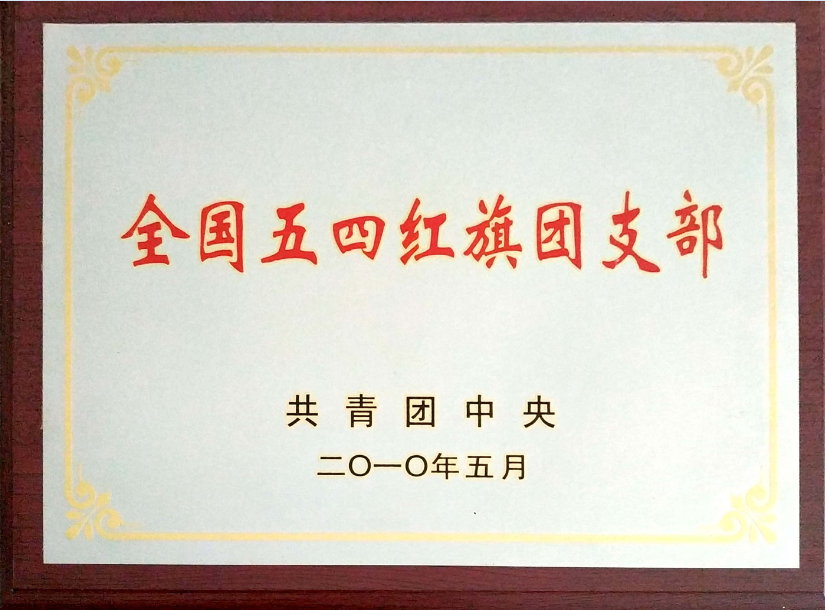 全国五四红旗团支部
共青团中央
二〇一〇年五月